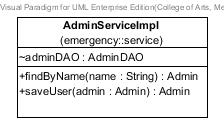 Visual Paradigm for UML Enterprise Edition(College of Arts, Me
AdminServiceImpl
(emergency::service)
~adminDAO : AdminDAO
+findByName(name : String) : Admin
+saveUser(admin : Admin) : Admin